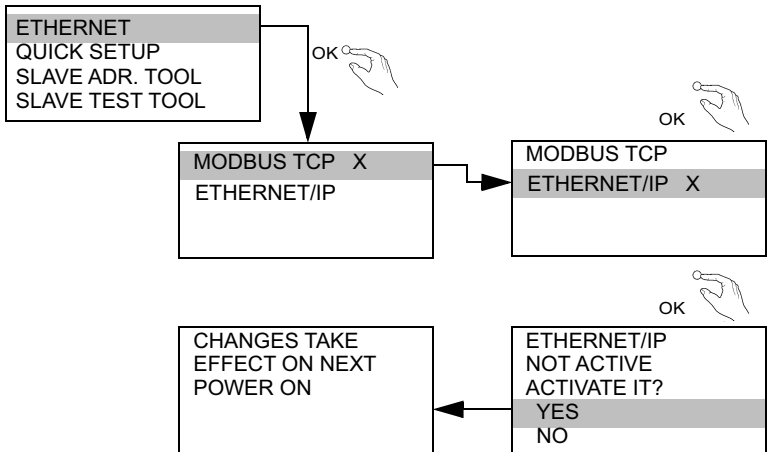 ETHERNET
QUICK SETUP
SLAVE ADR. TOOL
SLAVE TEST TOOL
OK
OK
MODBUS TCP X
ETHERNET/IP
MODBUS TCP
ETHERNET/IP X
OK
CHANGES TAKE
EFFECT ON NEXT
POWER ON
ETHERNET/IP
NOT ACTIVE
ACTIVATE IT?
YES
NO